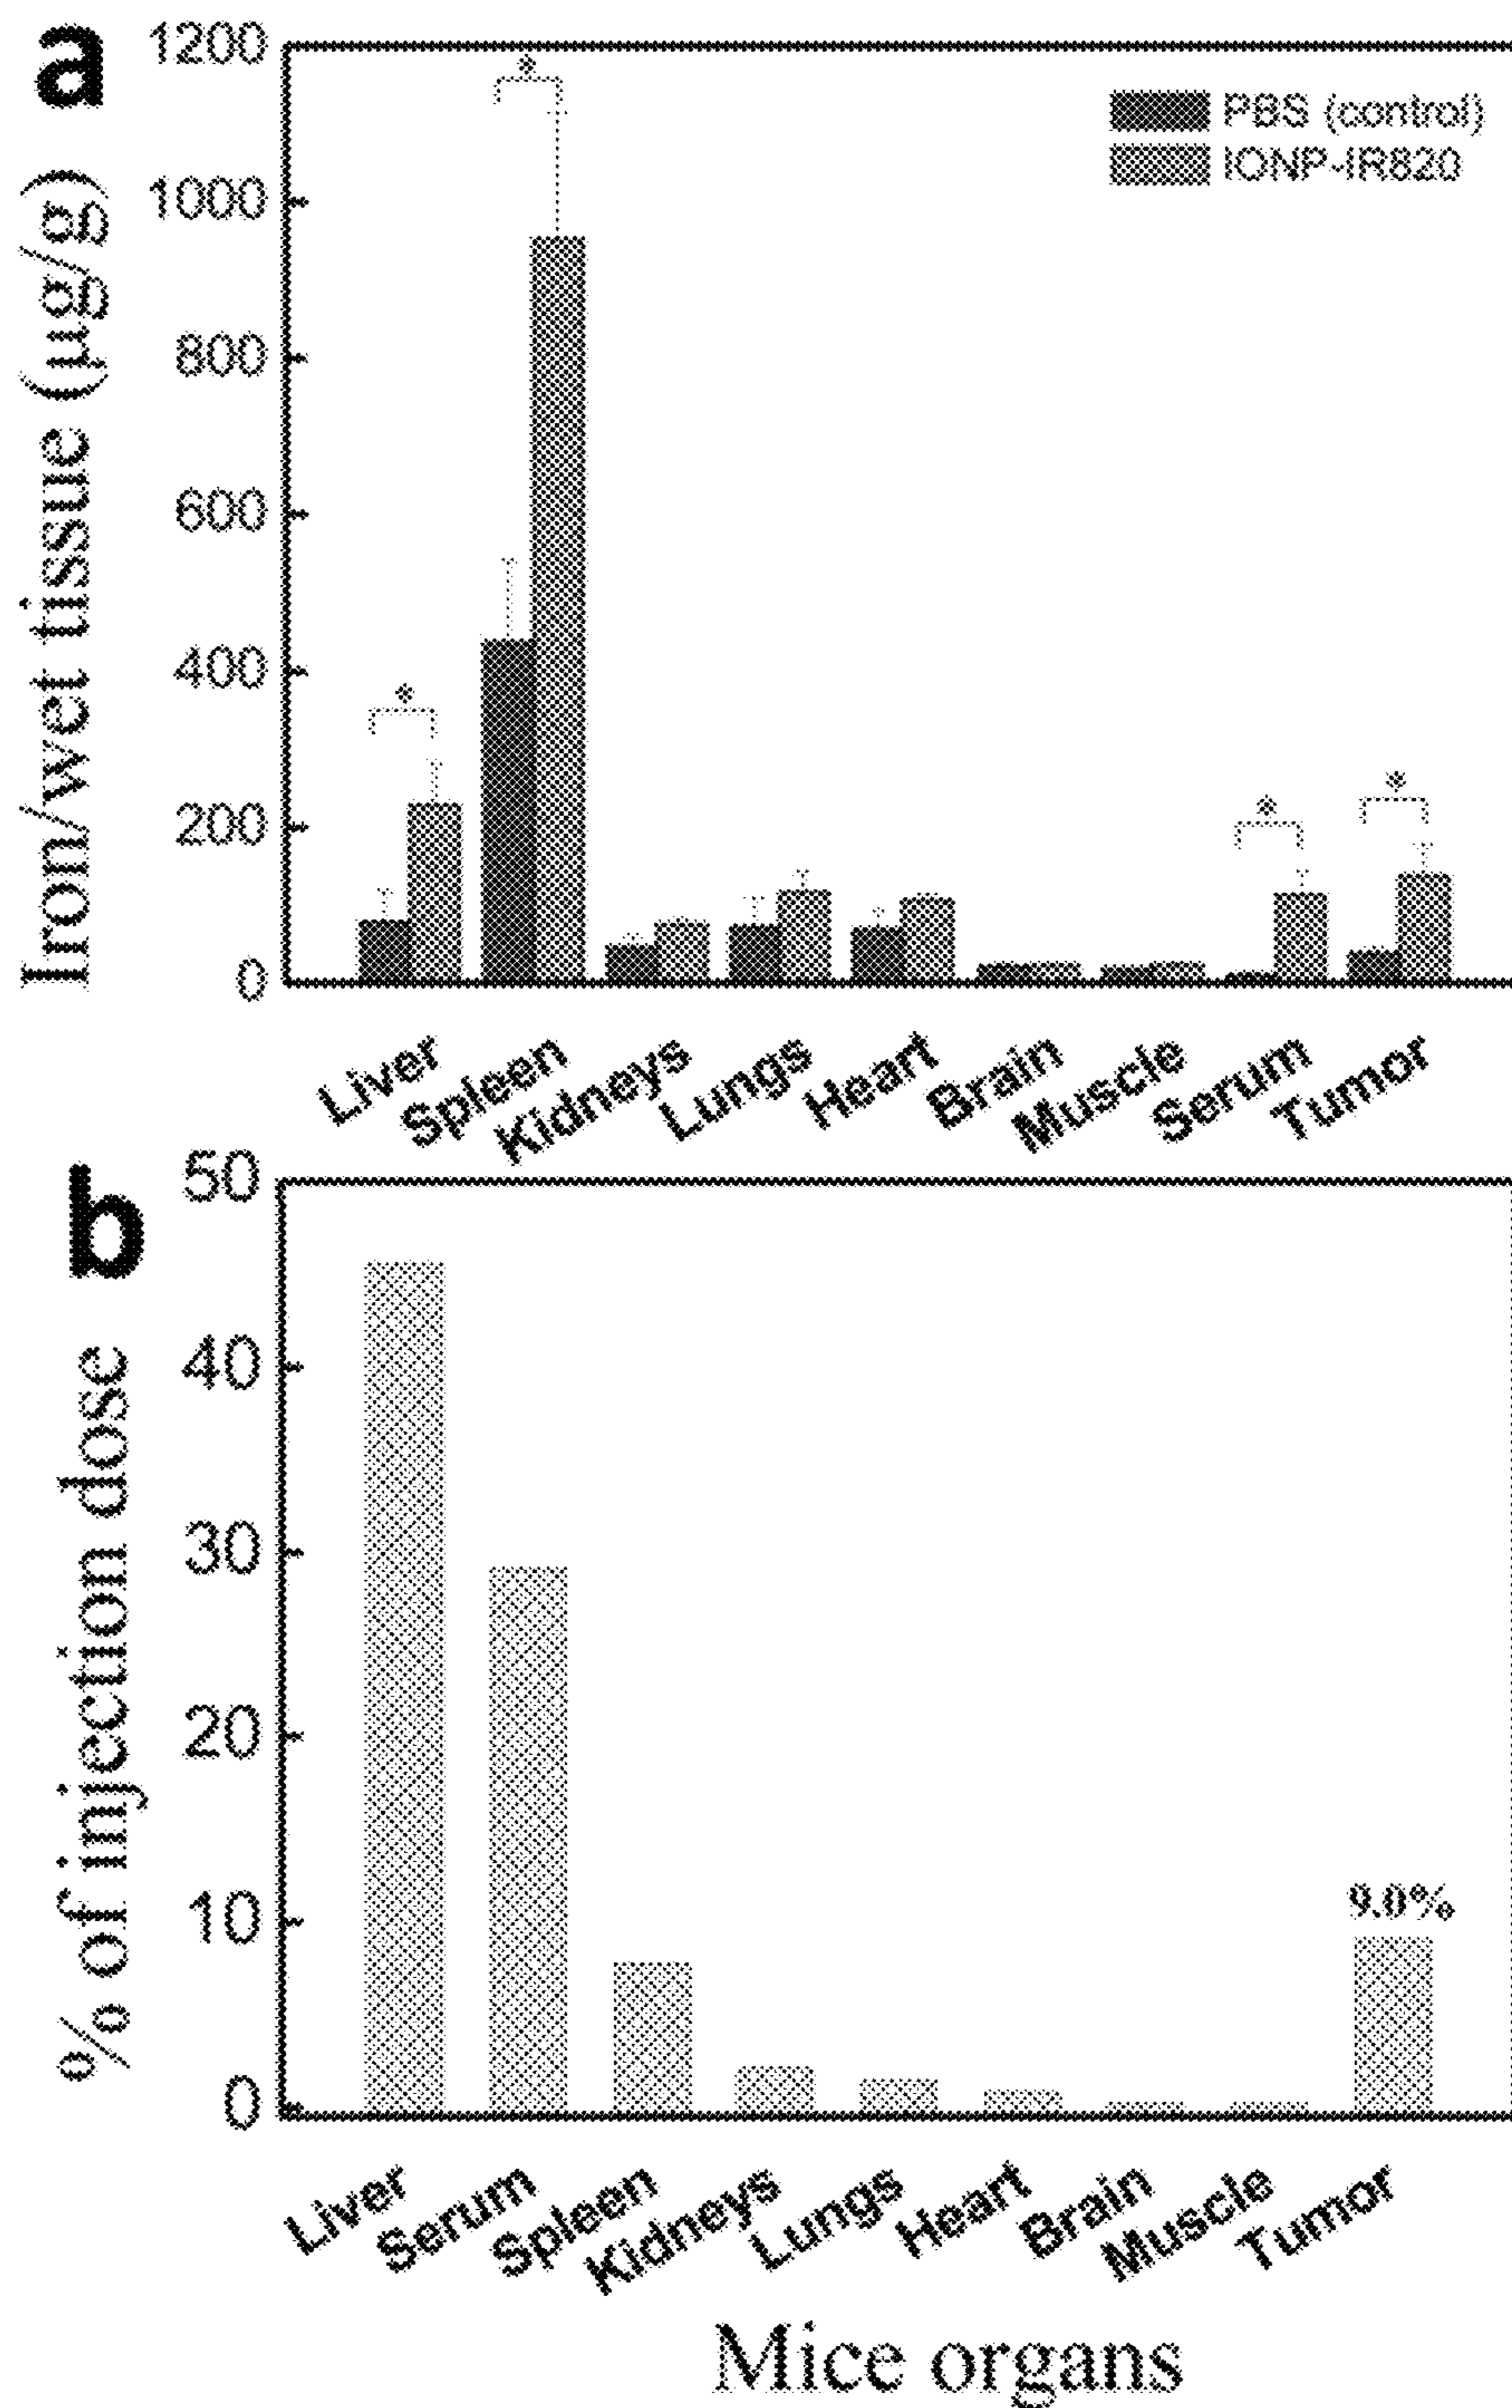 a
Iron/wet tissue (µg/g)
1200
1000
800
600
400
200
0
PBS (control)
IONP-IR820
*
*
*
*
Liver
Spleen
Kidneys
Lungs
Heart
Brain
Muscle
Serum
Tumor
b
% of injection dose
50
40
30
20
10
0
9.0%
Liver
Serum
Spleen
Kidneys
Lungs
Heart
Brain
Muscle
Tumor
Mice organs